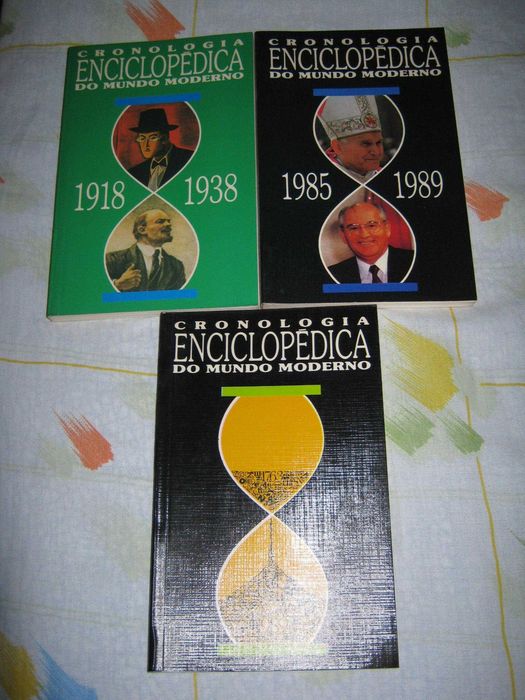 CRONOLOGIA
ENCICLOPÉDICA
DO MUNDO MODERNO
1918 1938
CRONOLOGIA
ENCICLOPÉDICA
DO MUNDO MODERNO
1985 1989
CRONOLOGIA
ENCICLOPÉDICA
DO MUNDO MODERNO
1763